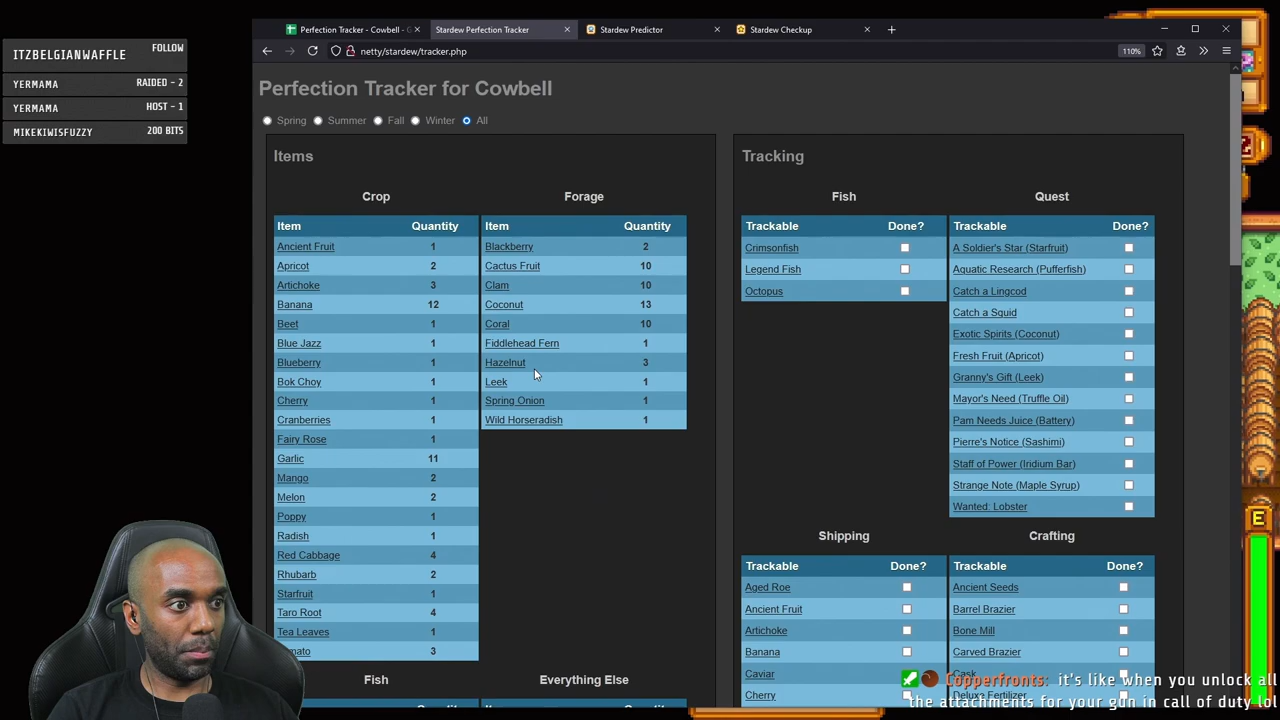 ITZBELGIANWAFFLE FOLLOW
YERMAMA RAIDED - 2
YERMAMA HOST - 1
MIKEKIWISFUZZY 200 BITS
Perfection Tracker - Cowbell - G
Stardew Perfection Tracker
Stardew Predictor
Stardew Checkup
netty/stardew/tracker.php
110%
Perfection Tracker for Cowbell
Spring Summer Fall Winter All
Items
Crop
Item Quantity
Ancient Fruit 1
Apricot 2
Artichoke 3
Banana 12
Beet 1
Blue Jazz 1
Blueberry 1
Bok Choy 1
Cherry 1
Cranberries 1
Fairy Rose 1
Garlic 11
Mango 2
Melon 2
Poppy 1
Radish 1
Red Cabbage 4
Rhubarb 2
Starfruit 1
Taro Root 4
Tea Leaves 1
mato 3
Forage
Item Quantity
Blackberry 2
Cactus Fruit 10
Clam 10
Coconut 13
Coral 10
Fiddlehead Fern 1
Hazelnut 3
Leek 1
Spring Onion 1
Wild Horseradish 1
Fish
Everything Else
Tracking
Fish
Trackable Done?
Crimsonfish
Legend Fish
Octopus
Quest
Trackable Done?
A Soldier's Star (Starfruit)
Aquatic Research (Pufferfish)
Catch a Lingcod
Catch a Squid
Exotic Spirits (Coconut)
Fresh Fruit (Apricot)
Granny's Gift (Leek)
Mayor's Need (Truffle Oil)
Pam Needs Juice (Battery)
Pierre's Notice (Sashimi)
Staff of Power (Iridium Bar)
Strange Note (Maple Syrup)
Wanted: Lobster
Shipping
Trackable Done?
Aged Roe
Ancient Fruit
Artichoke
Banana
Caviar
Cherry
Crafting
Trackable Done?
Ancient Seeds
Barrel Brazier
Bone Mill
Carved Brazier
Cask
Deluxe Fertilizer
E
Copperfronts: it's like when you unlock all
the attachments for your gun in call of duty lol